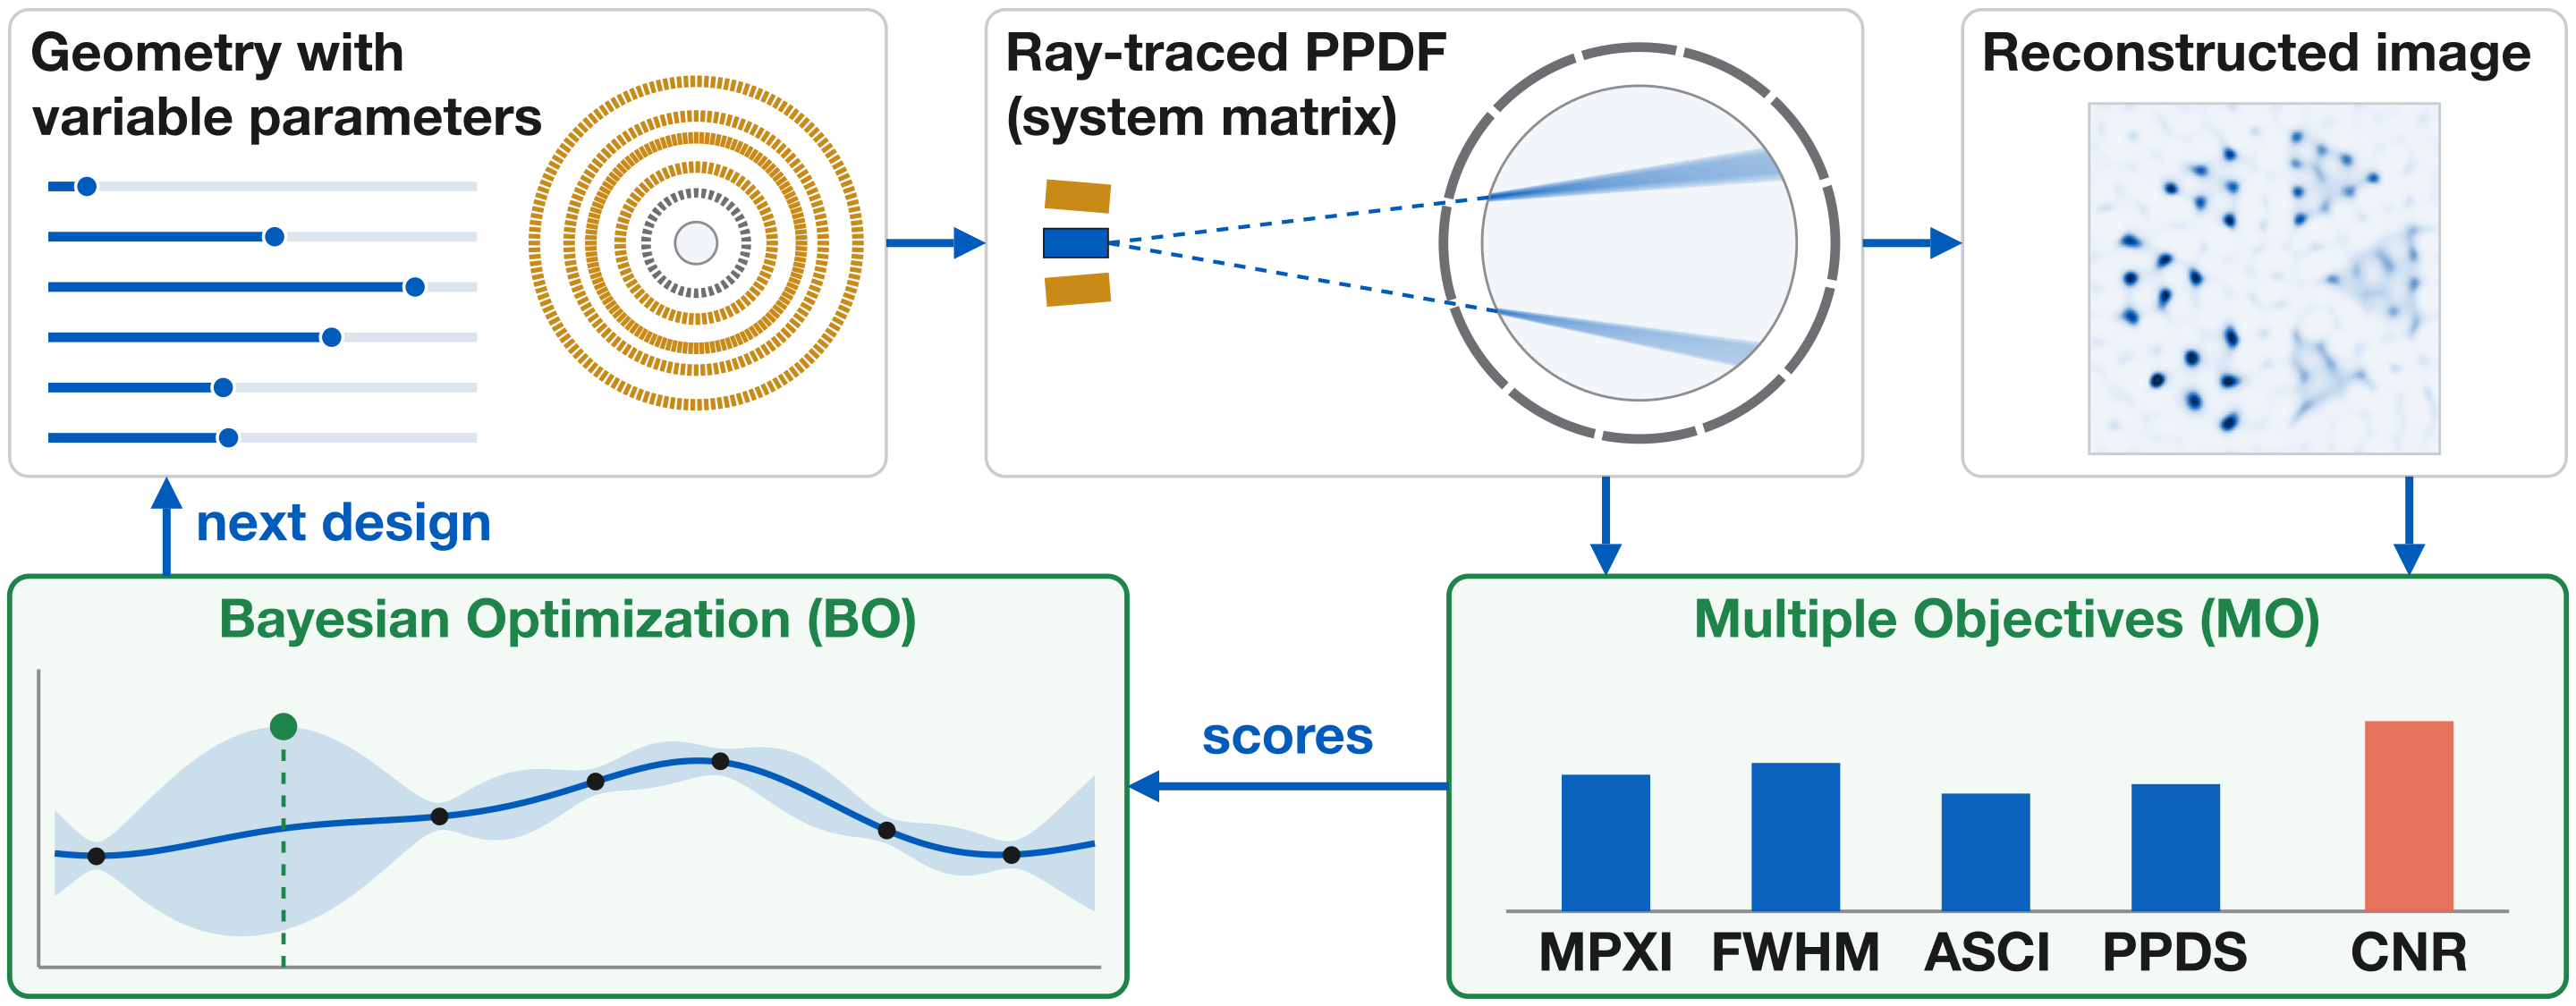 Geometry with
variable parameters
Ray-traced PPDF
(system matrix)
Reconstructed image
next design
Bayesian Optimization (BO)
scores
Multiple Objectives (MO)
MPXI
FWHM
ASCI
PPDS
CNR